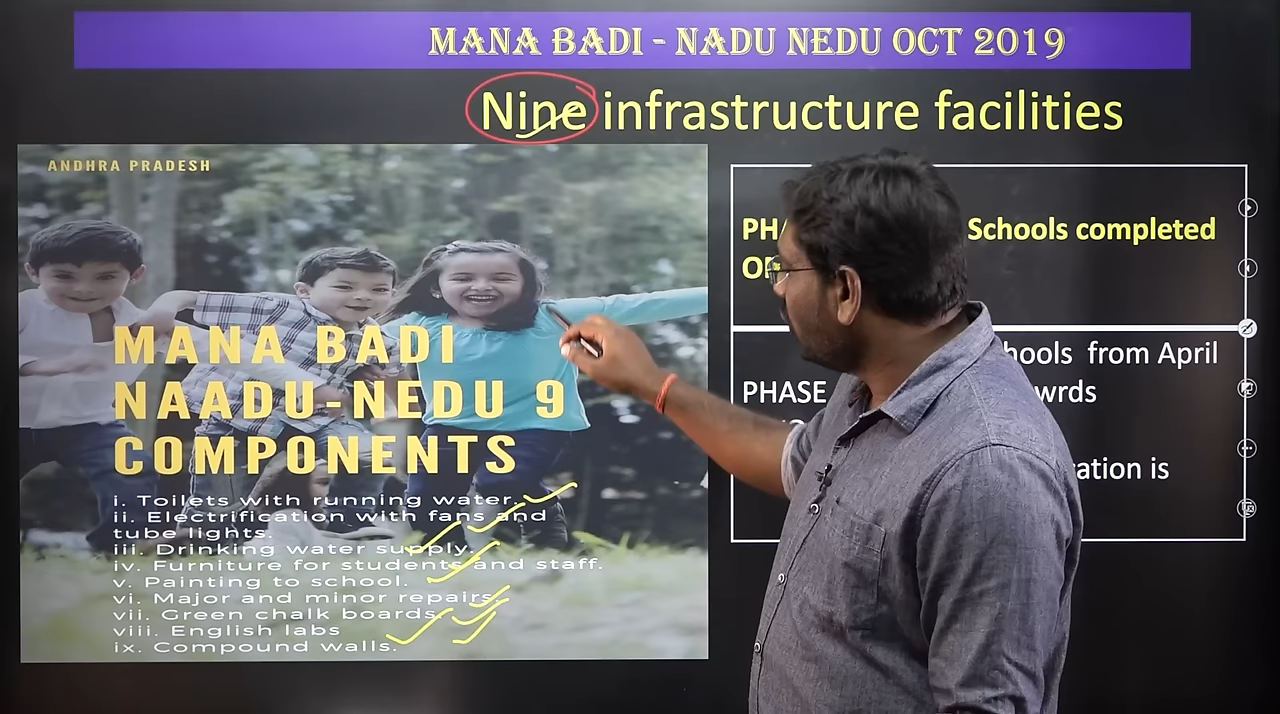 MANA BADI - NADU NEDU OCT 2019
Nine infrastructure facilities
ANDHRA PRADESH
MANA BADI
NAADU-NEDU 9
COMPONENTS
i. Toilets with running water.
ii. Electrification with fans and
tube lights.
iii. Drinking water supply.
iv. Furniture for students and staff.
v. Painting to school.
vi. Major and minor repairs.
vii. Green chalk boards.
viii. English labs
ix. Compound walls.
Schools completed
from April
PHASE
is